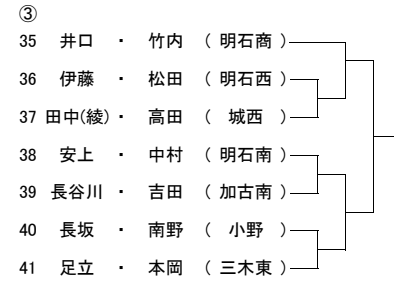 ③
35 井口 ・ 竹内 ( 明石商 )
36 伊藤 ・ 松田 ( 明石西 )
37 田中(綾) ・ 高田 ( 城西 )
38 安上 ・ 中村 ( 明石南 )
39 長谷川 ・ 吉田 ( 加古南 )
40 長坂 ・ 南野 ( 小野 )
41 足立 ・ 本岡 ( 三木東 )